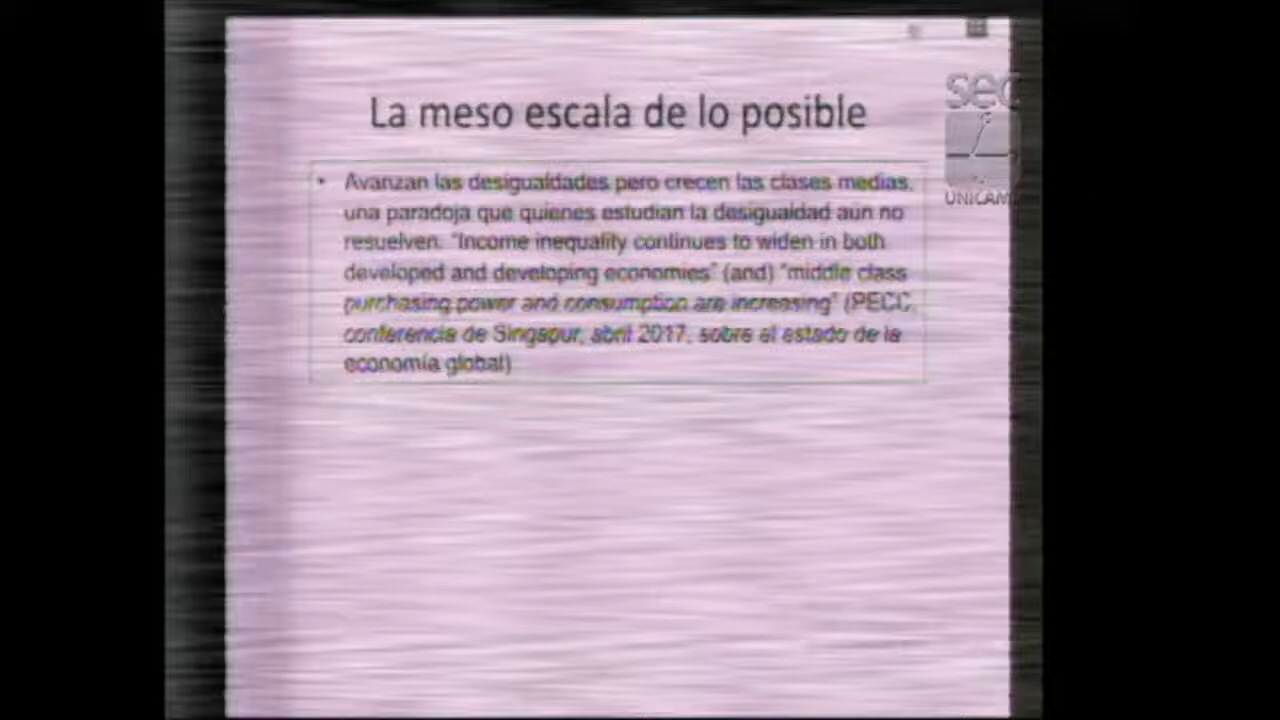 La meso escala de lo posible
• Avanzan las desigualdades pero crecen las clases medias,
una paradoja que quienes estudian la desigualdad aun no
resuelven. "Income inequality continues to widen in both
developed and developing economies" (and) "middle class
purchasing power and consumption are increasing" (PECC,
conferencia de Singapur, abril 2017, sobre el estado de la
economía global)
sec
UNICAMP